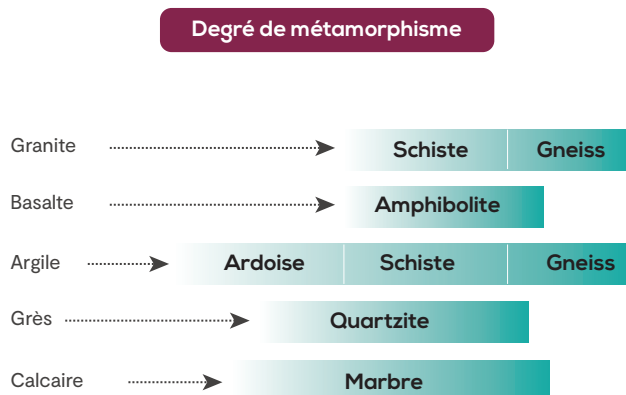 Degré de métamorphisme
Granite Schiste Gneiss
Basalte Amphibolite
Argile Ardoise Schiste Gneiss
Grès Quartzite
Calcaire Marbre